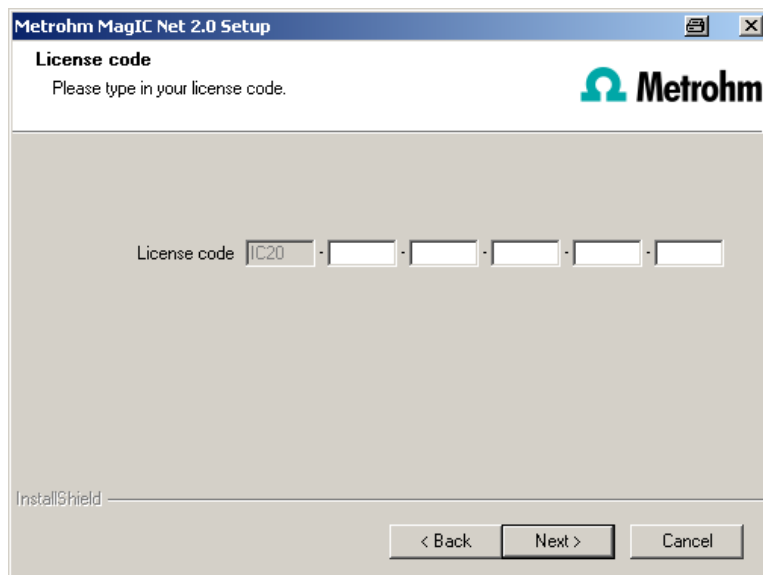 Metrohm MagIC Net 2.0 Setup
License code
Please type in your license code.
Metrohm
License code IC20 - - - - -
InstallShield
< Back Next > Cancel